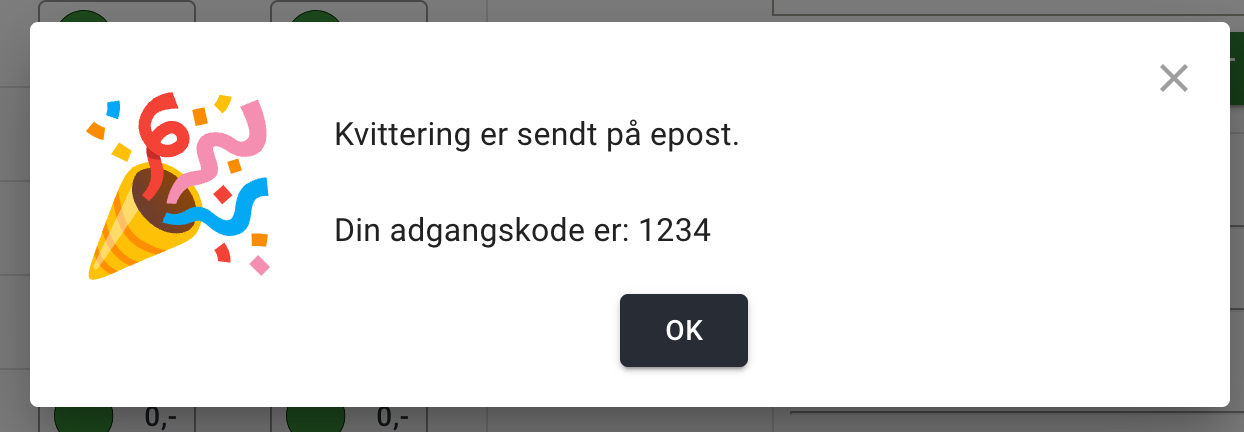 Kvittering er sendt på epost.
Din adgangskode er: 1234
OK
0,-
0,-